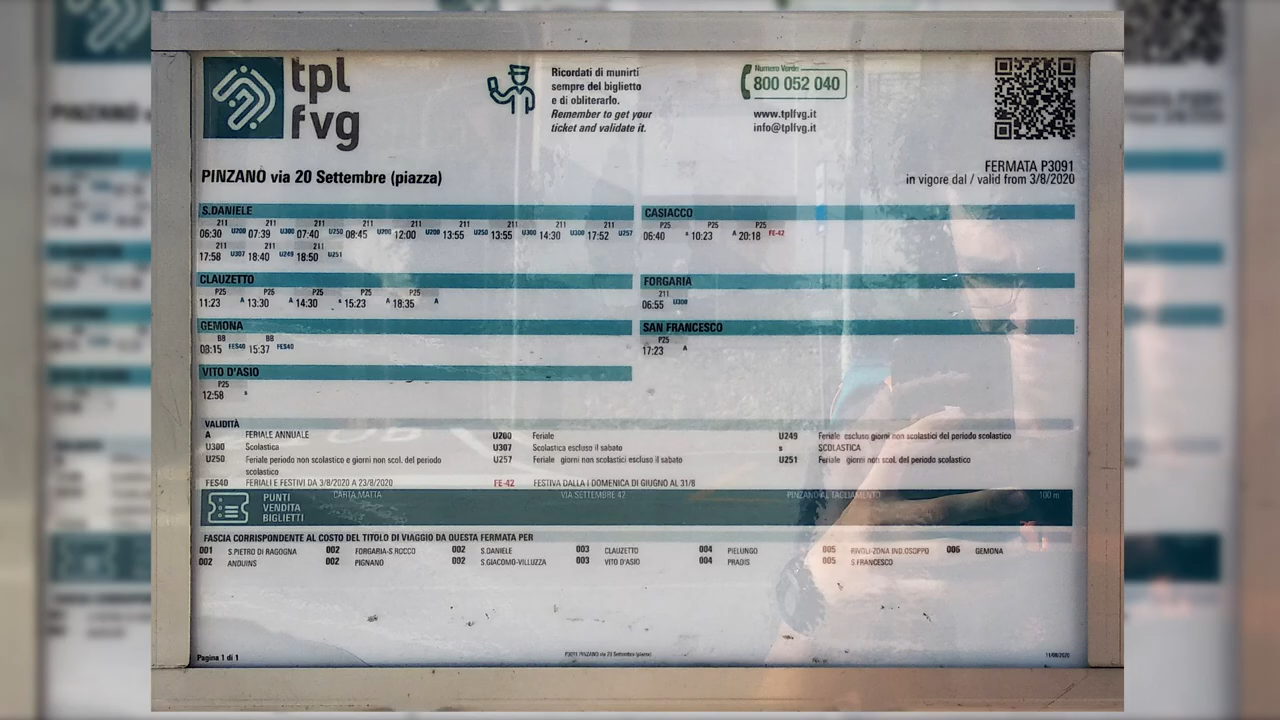 tpl
fvg
Ricordati di munirti
sempre del biglietto
e di obliterarlo.
Remember to get your
ticket and validate it.
Numero Verde
800 052 040
www.tplfvg.it
info@tplfvg.it
PINZANO via 20 Settembre (piazza)
FERMATA P3091
in vigore dal / valid from 3/8/2020
S.DANIELE
211 211 211 211 211 211 211 211 211
06:30 U200 07:39 U300 07:40 U250 08:45 U200 12:00 U200 13:55 U250 13:55 U300 14:30 U300 17:52 U257
211 211 211
17:58 U307 18:40 U249 18:50 U251
CASIACCO
P25 P25 P25
06:40 s 10:23 A 20:18 FE-42
CLAUZETTO
P25 P25 P25 P25 P25
11:23 A 13:30 A 14:30 s 15:23 A 18:35 A
FORGARIA
211
06:55 U300
GEMONA
B8 B8
08:15 FES40 15:37 FES40
SAN FRANCESCO
P25
17:23 A
VITO D'ASIO
P25
12:58 s
VALIDITÀ
A FERIALE ANNUALE U200 Feriale U249 Feriale escluso giorni non scolastici del periodo scolastico
U300 Scolastica U307 Scolastica escluso il sabato s SCOLASTICA
U250 Feriale periodo non scolastico e giorni non scol. del periodo scolastico U257 Feriale giorni non scolastici escluso il sabato U251 Feriale giorni non scol. del periodo scolastico
FES40 FERIALI E FESTIVI DA 3/8/2020 A 23/8/2020 FE-42 FESTIVA DALLA I DOMENICA DI GIUGNO AL 31/8
PUNTI
VENDITA
BIGLIETTI
CARTA MATTA VIA SETTEMBRE 42 PINZANO AL TAGLIAMENTO 100 m
FASCIA CORRISPONDENTE AL COSTO DEL TITOLO DI VIAGGIO DA QUESTA FERMATA PER
001 S.PIETRO DI RAGOGNA 002 FORGARIA-S.ROCCO 002 S.DANIELE 003 CLAUZETTO 004 PIELUNGO 005 RIVOLI-ZONA IND.OSOPPO 006 GEMONA
002 ANDUINS 002 PIGNANO 002 S.GIACOMO-VILLUZZA 003 VITO D'ASIO 004 PRADIS 005 S.FRANCESCO
Pagina 1 di 1
P3091 PINZANO via 20 Settembre (piazza)
11/08/2020